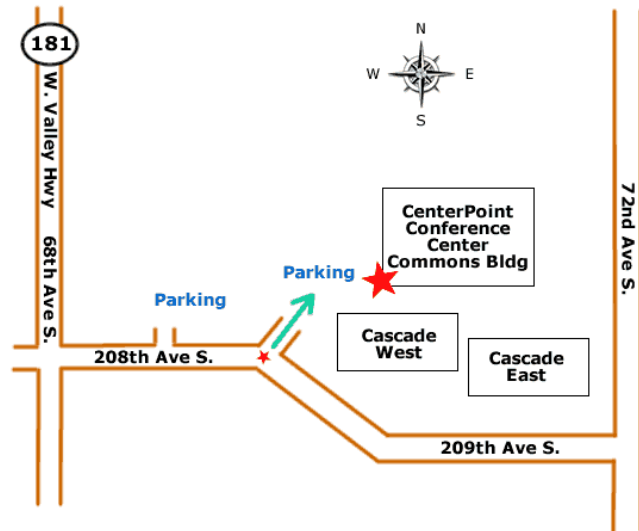 181
W. Valley Hwy
68th Ave S.
N
W
E
S
72nd Ave S.
CenterPoint
Conference
Center
Commons Bldg
Parking
Parking
208th Ave S.
Cascade
West
Cascade
East
209th Ave S.